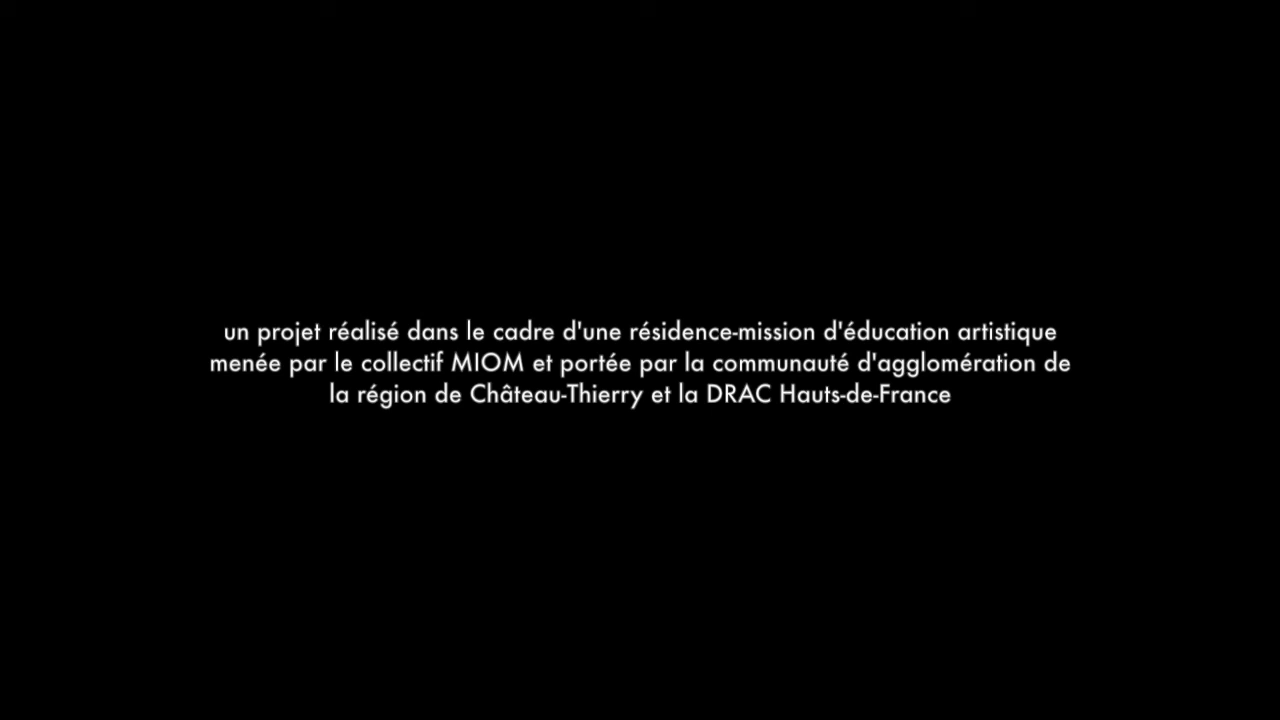 un projet réalisé dans le cadre d'une résidence-mission d'éducation artistique
menée par le collectif MIOM et portée par la communauté d'agglomération de
la région de Château-Thierry et la DRAC Hauts-de-France